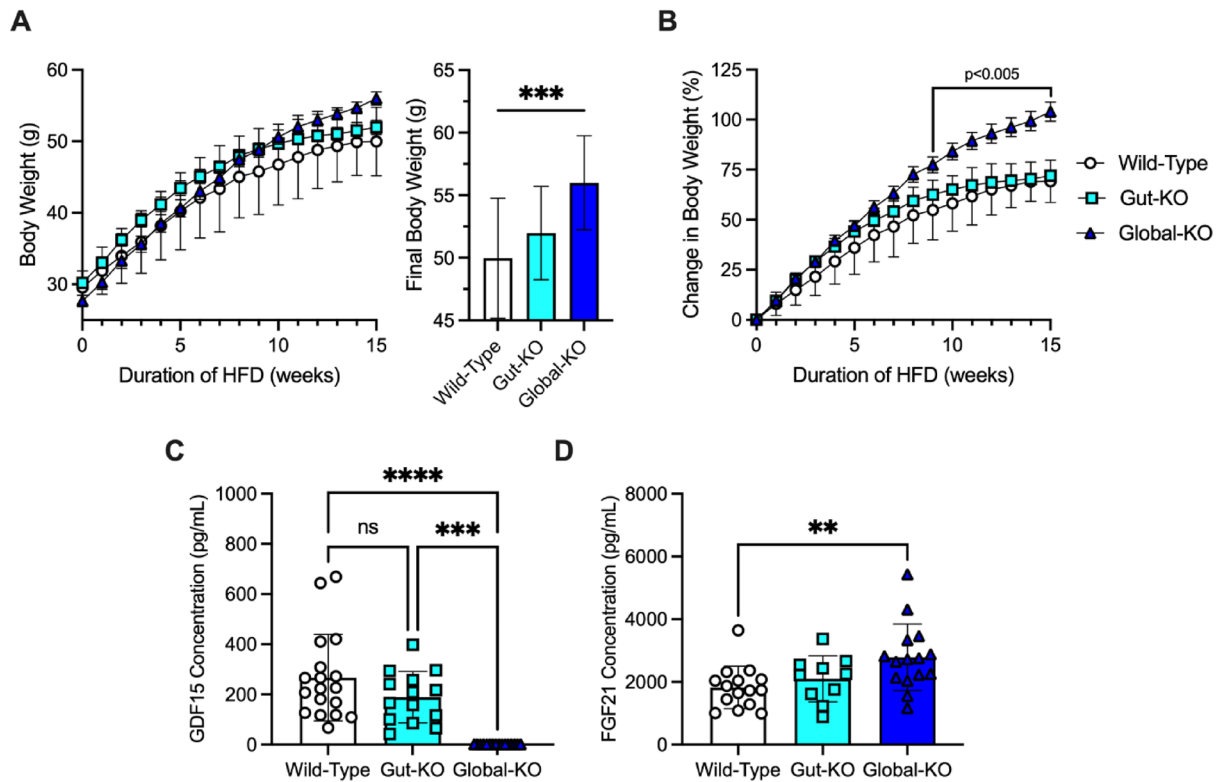 A
60
50
40
30
Body Weight (g)
0
5
10
15
Duration of HFD (weeks)
65
60
55
50
45
Final Body Weight (g)
***
Wild-Type
Gut-KO
Global-KO
B
125
100
75
50
25
0
Change in Body Weight (%)
p<0.005
0
5
10
15
Duration of HFD (weeks)
Wild-Type
Gut-KO
Global-KO
C
1000
800
600
400
200
0
GDF15 Concentration (pg/mL)
****
ns
***
Wild-Type
Gut-KO
Global-KO
D
8000
6000
4000
2000
0
FGF21 Concentration (pg/mL)
**
Wild-Type
Gut-KO
Global-KO